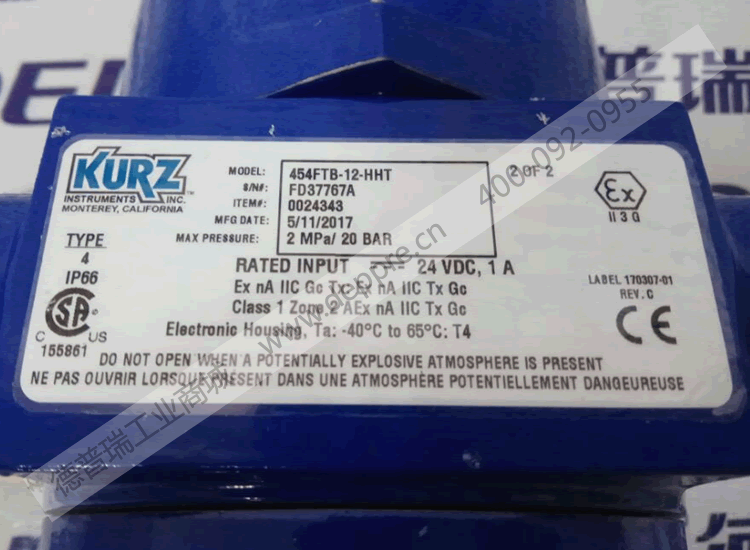 KURZ
INSTRUMENTS INC.
MONTEREY, CALIFORNIA
MODEL: 454FTB-12-HHT
S/N#: FD37767A
ITEM#: 0024343
MFG DATE: 5/11/2017
MAX PRESSURE: 2 MPa/ 20 BAR
2 OF 2
Ex
II 3 G
TYPE
4
IP66
SA
C US
155861
RATED INPUT 24 VDC, 1 A
Ex nA IIC Gc Tx: Ex nA IIC Tx Gc
Class 1 Zone 2 AEx nA IIC Tx Gc
Electronic Housing, Ta: -40°C to 65°C: T4
LABEL 170307-01
REV. C
CE
DO NOT OPEN WHEN A POTENTIALLY EXPLOSIVE ATMOSPHERE IS PRESENT
NE PAS OUVRIR LORSQUE PRÉSENT DANS UNE ATMOSPHÈRE POTENTIELLEMENT DANGEUREUSE
德普瑞工业商城
400-092-0955
普瑞